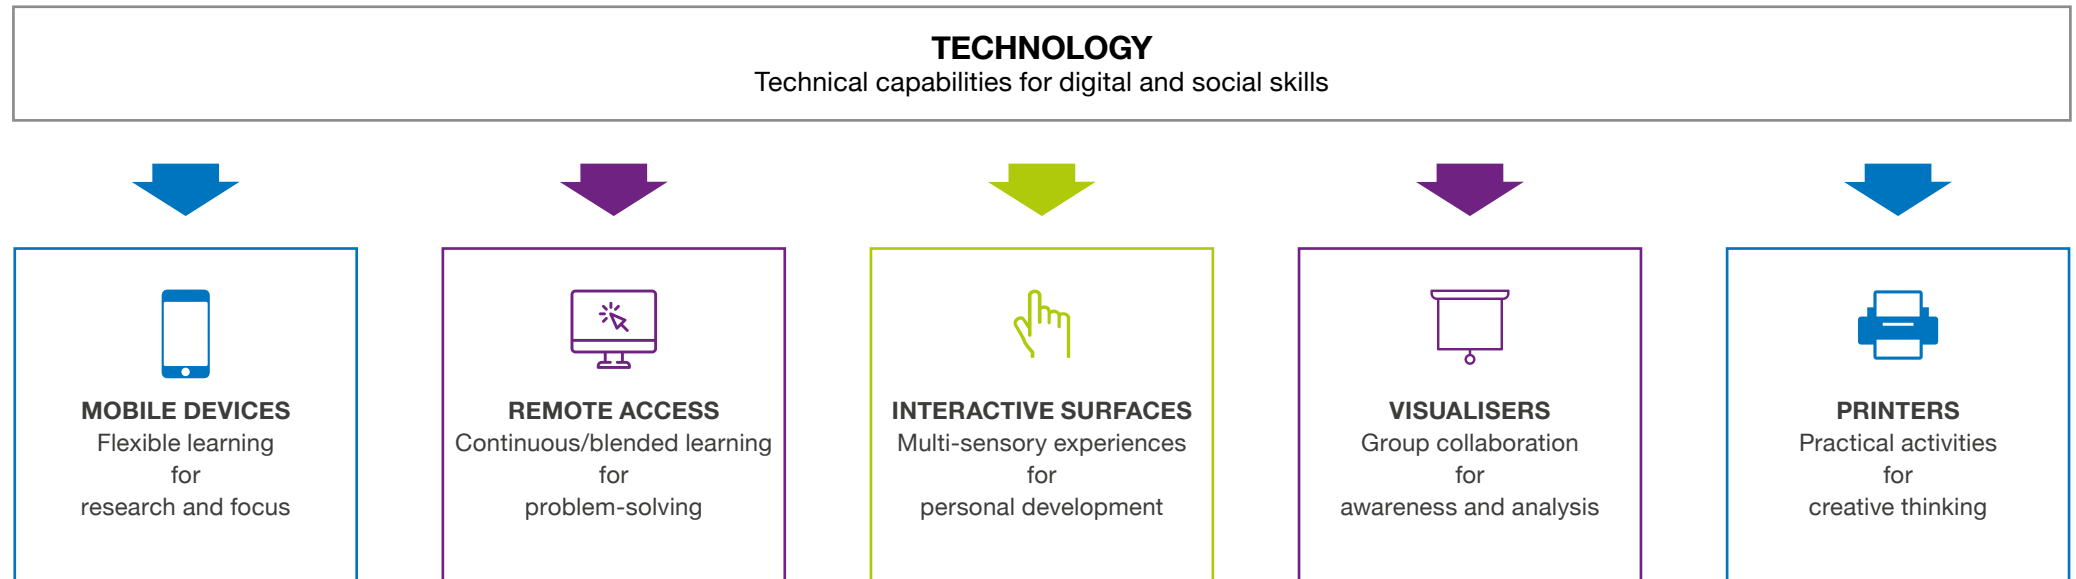 TECHNOLOGY
Technical capabilities for digital and social skills
MOBILE DEVICES
Flexible learning
for
research and focus
REMOTE ACCESS
Continuous/blended learning
for
problem-solving
INTERACTIVE SURFACES
Multi-sensory experiences
for
personal development
VISUALISERS
Group collaboration
for
awareness and analysis
PRINTERS
Practical activities
for
creative thinking